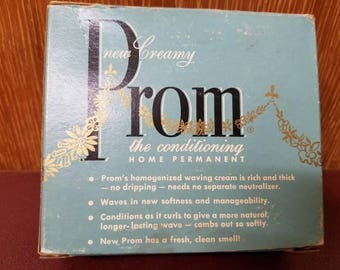 new Creamy
Prom®
the conditioning
HOME PERMANENT
• Prom's homogenized waving cream is rich and thick
— no dripping — needs no separate neutralizer.
• Waves in new softness and manageability.
• Conditions as it curls to give a more natural,
longer-lasting wave — combs out so softly.
• New Prom has a fresh, clean smell!